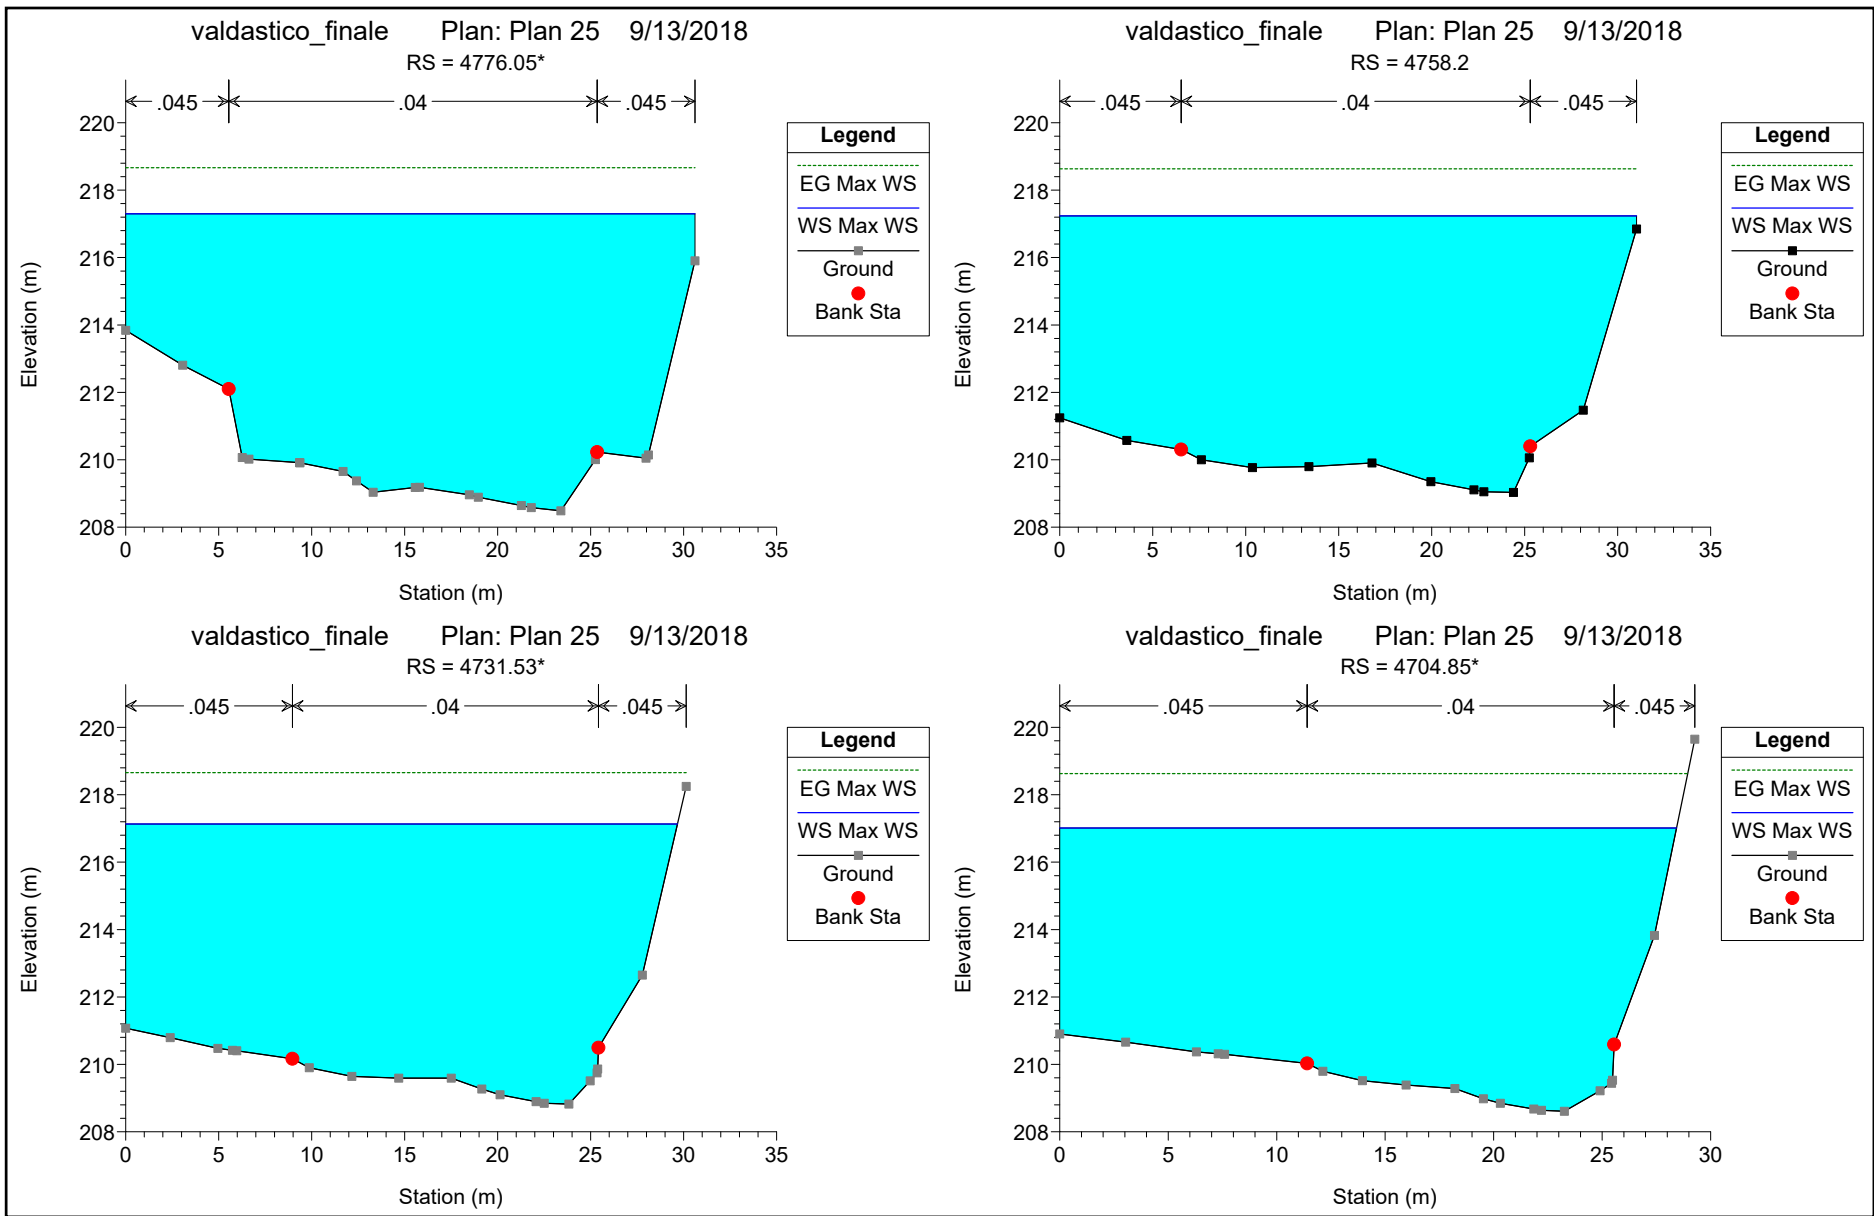 valdastico_finale Plan: Plan 25 9/13/2018
RS = 4776.05*
.045 .04 .045
220
218
216
214
212
210
208
Elevation (m)
0 5 10 15 20 25 30 35
Station (m)
Legend
EG Max WS
WS Max WS
Ground
Bank Sta
valdastico_finale Plan: Plan 25 9/13/2018
RS = 4758.2
.045 .04 .045
220
218
216
214
212
210
208
Elevation (m)
0 5 10 15 20 25 30 35
Station (m)
Legend
EG Max WS
WS Max WS
Ground
Bank Sta
valdastico_finale Plan: Plan 25 9/13/2018
RS = 4731.53*
.045 .04 .045
220
218
216
214
212
210
208
Elevation (m)
0 5 10 15 20 25 30 35
Station (m)
Legend
EG Max WS
WS Max WS
Ground
Bank Sta
valdastico_finale Plan: Plan 25 9/13/2018
RS = 4704.85*
.045 .04 .045
220
218
216
214
212
210
208
Elevation (m)
0 5 10 15 20 25 30
Station (m)
Legend
EG Max WS
WS Max WS
Ground
Bank Sta